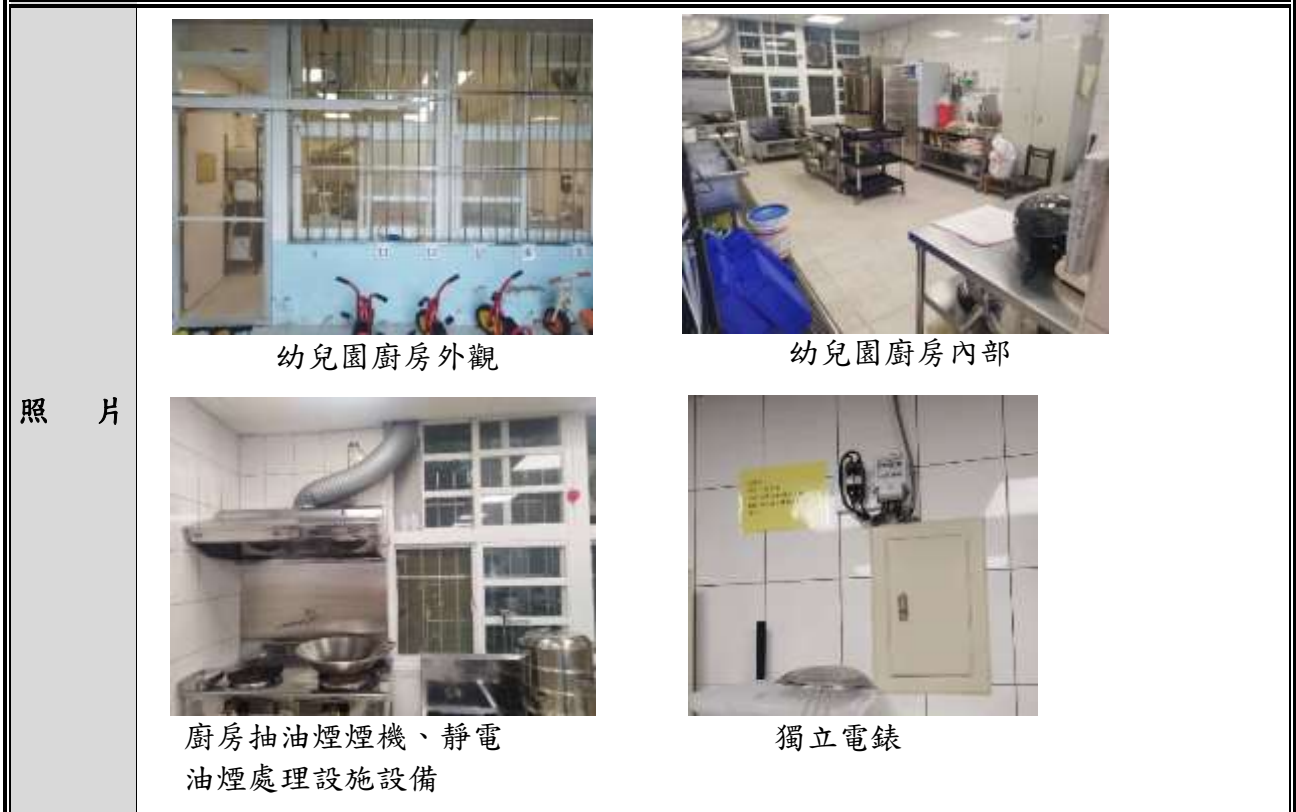 照 片
幼兒園廚房外觀
幼兒園廚房內部
廚房抽油煙煙機、靜電
油煙處理設施設備
獨立電錶